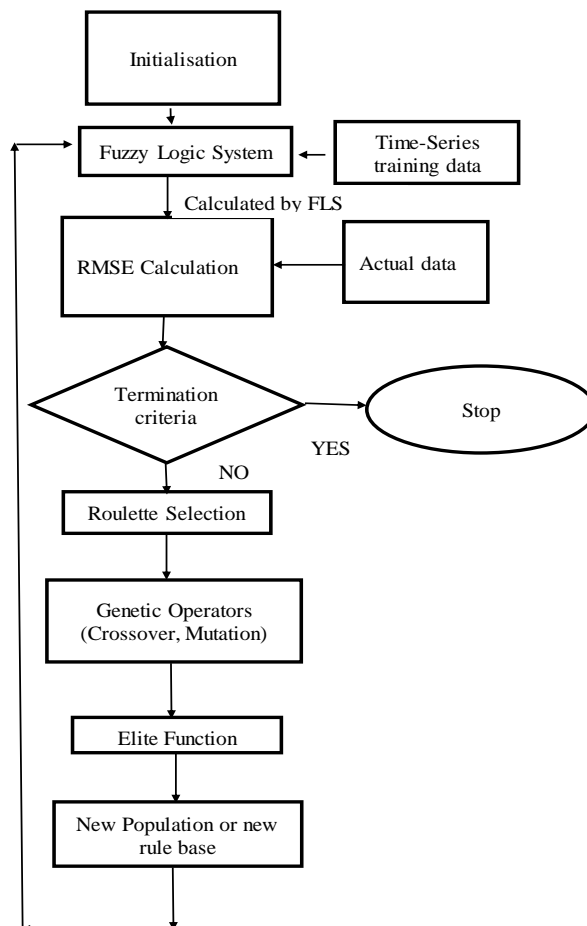 Initialisation
Fuzzy Logic System
Time-Series
training data
Calculated by FLS
RMSE Calculation
Actual data
Termination
criteria
Stop
YES
NO
Roulette Selection
Genetic Operators
(Crossover, Mutation)
Elite Function
New Population or new
rule base